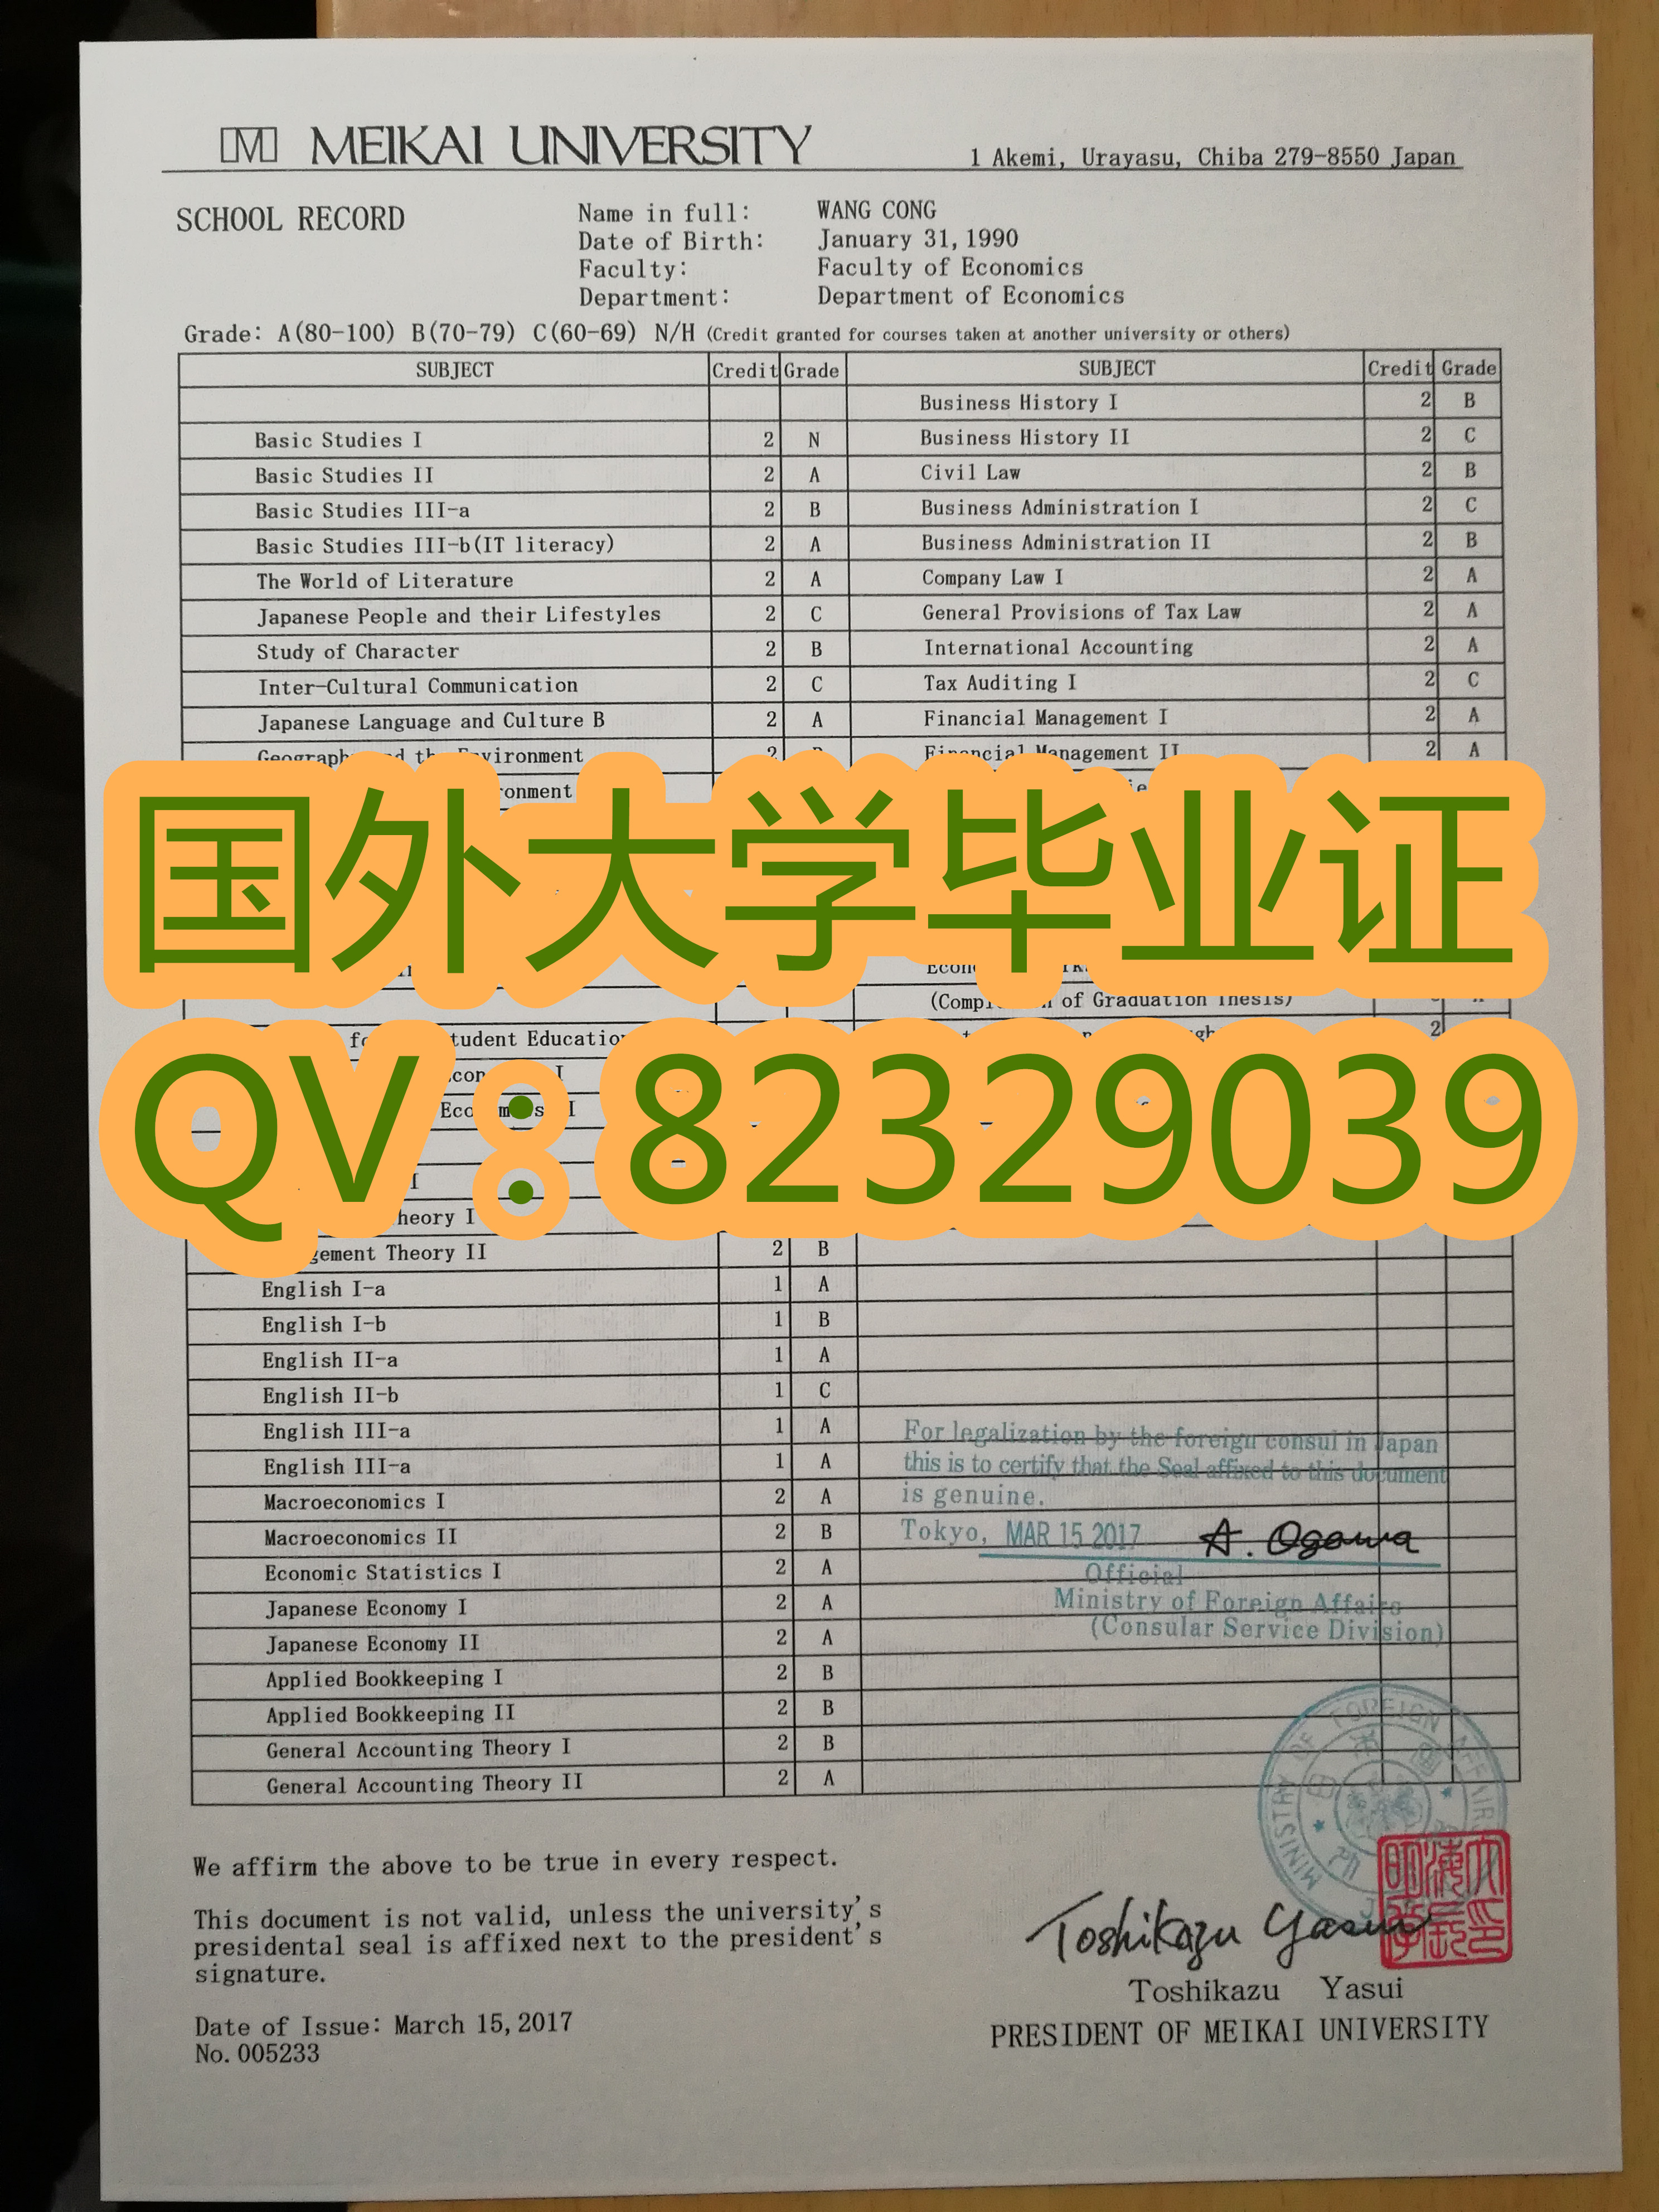 MEIKAI UNIVERSITY 1 Akemi, Urayasu, Chiba 279-8550 Japan
SCHOOL RECORD
Name in full: WANG CONG
Date of Birth: January 31, 1990
Faculty: Faculty of Economics
Department: Department of Economics
Grade: A(80-100) B(70-79) C(60-69) N/H (Credit granted for courses taken at another university or others)
SUBJECT Credit Grade SUBJECT Credit Grade
Business History I 2 B
Basic Studies I 2 N Business History II 2 C
Basic Studies II 2 A Civil Law 2 B
Basic Studies III-a 2 B Business Administration I 2 C
Basic Studies III-b(IT literacy) 2 A Business Administration II 2 B
The World of Literature 2 A Company Law I 2 A
Japanese People and their Lifestyles 2 C General Provisions of Tax Law 2 A
Study of Character 2 B International Accounting 2 A
Inter-Cultural Communication 2 C Tax Auditing I 2 C
Japanese Language and Culture B 2 A Financial Management I 2 A
Environment 2 Financial Management II 2 A
国外大学毕业证
of Graduation Thesis)
2
QV：82329039
I
Theory II 2 B
English I-a 1 A
English I-b 1 B
English II-a 1 A
English II-b 1 C
English III-a 1 A
English III-a 1 A
Macroeconomics I 2 A
Macroeconomics II 2 B
Economic Statistics I 2 A
Japanese Economy I 2 A
Japanese Economy II 2 A
Applied Bookkeeping I 2 B
Applied Bookkeeping II 2 B
General Accounting Theory I 2 B
General Accounting Theory II 2 A
For legalization by the foreign consul in Japan
this is to certify that the Seal affixed to this document
is genuine.
Tokyo, MAR 15 2017 A. Ogawa
Official
Ministry of Foreign Affairs
(Consular Service Division)
MINISTRY OF FOREIGN AFFAIRS
We affirm the above to be true in every respect.
This document is not valid, unless the university's
presidental seal is affixed next to the president's
signature.
Toshikazu Yasui
Toshikazu Yasui
PRESIDENT OF MEIKAI UNIVERSITY
Date of Issue: March 15, 2017
No. 005233